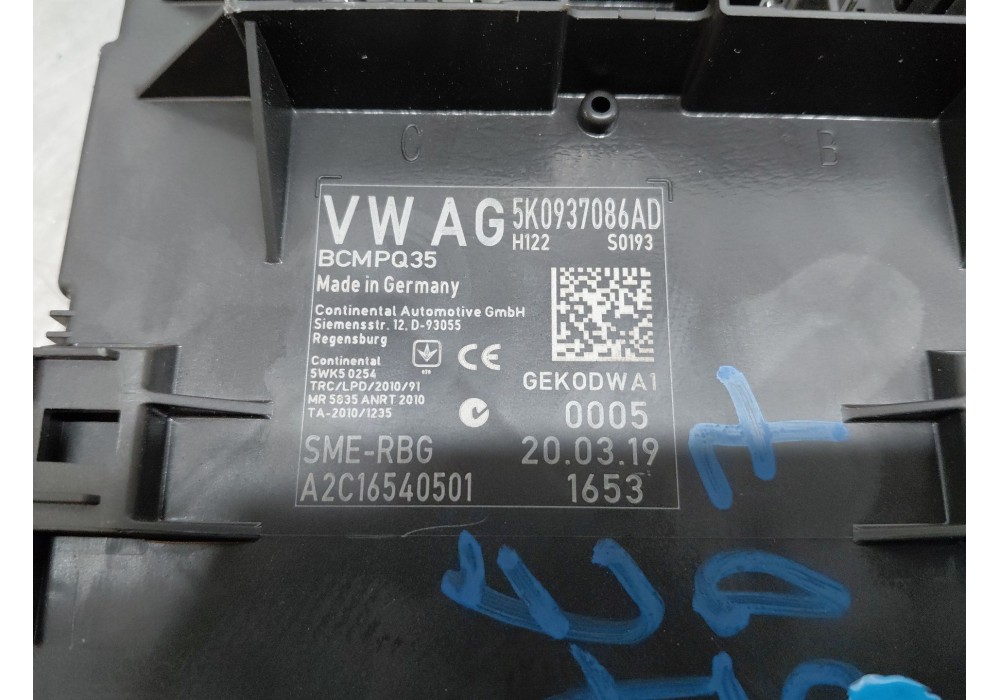 C
B
VW AG 5K0937086AD
H122 S0193
BCMPQ35
Made in Germany
Continental Automotive GmbH
Siemensstr. 12, D-93055
Regensburg
Continental
5WK5 0254
TRC/LPD/2010/91
MR 5835 ANRT 2010
TA-2010/1235
CE
GEK0DWA1
0005
SME-RBG 20.03.19
A2C16540501 1653